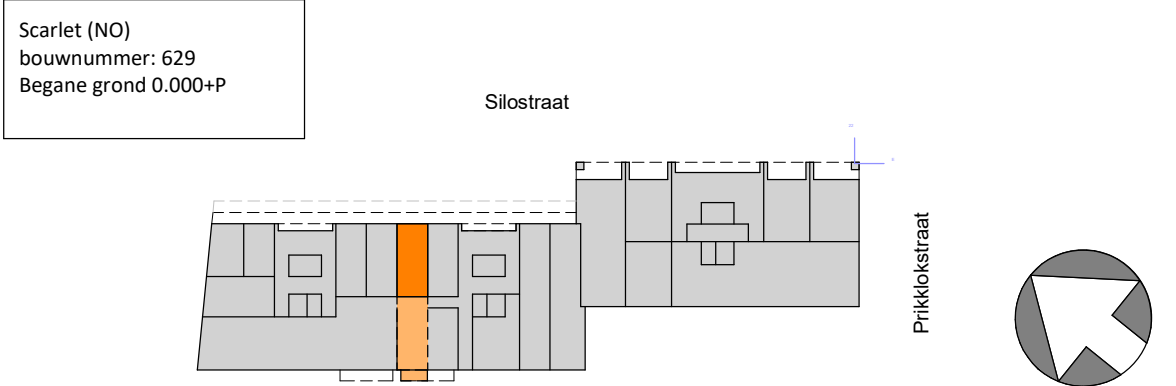 Scarlet (NO)
bouwnummer: 629
Begane grond 0.000+P
Silostraat
Prikklokstraat